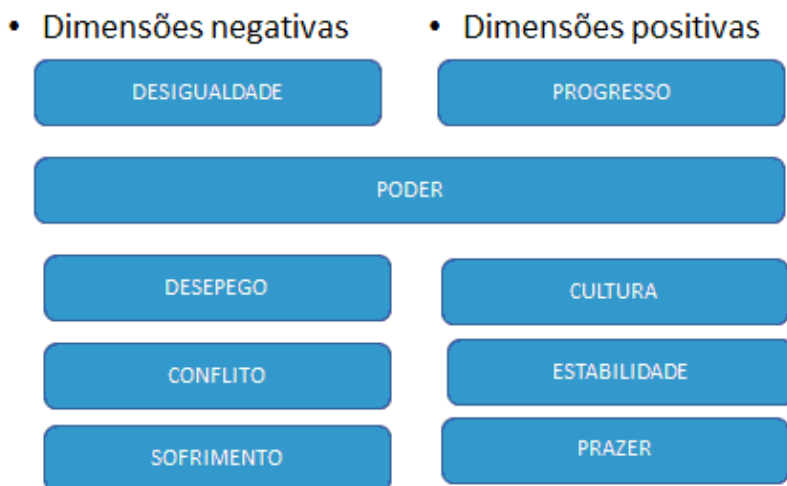 • Dimensões negativas
• Dimensões positivas
DESIGUALDADE
PROGRESSO
PODER
DESEPEGO
CULTURA
CONFLITO
ESTABILIDADE
SOFRIMENTO
PRAZER